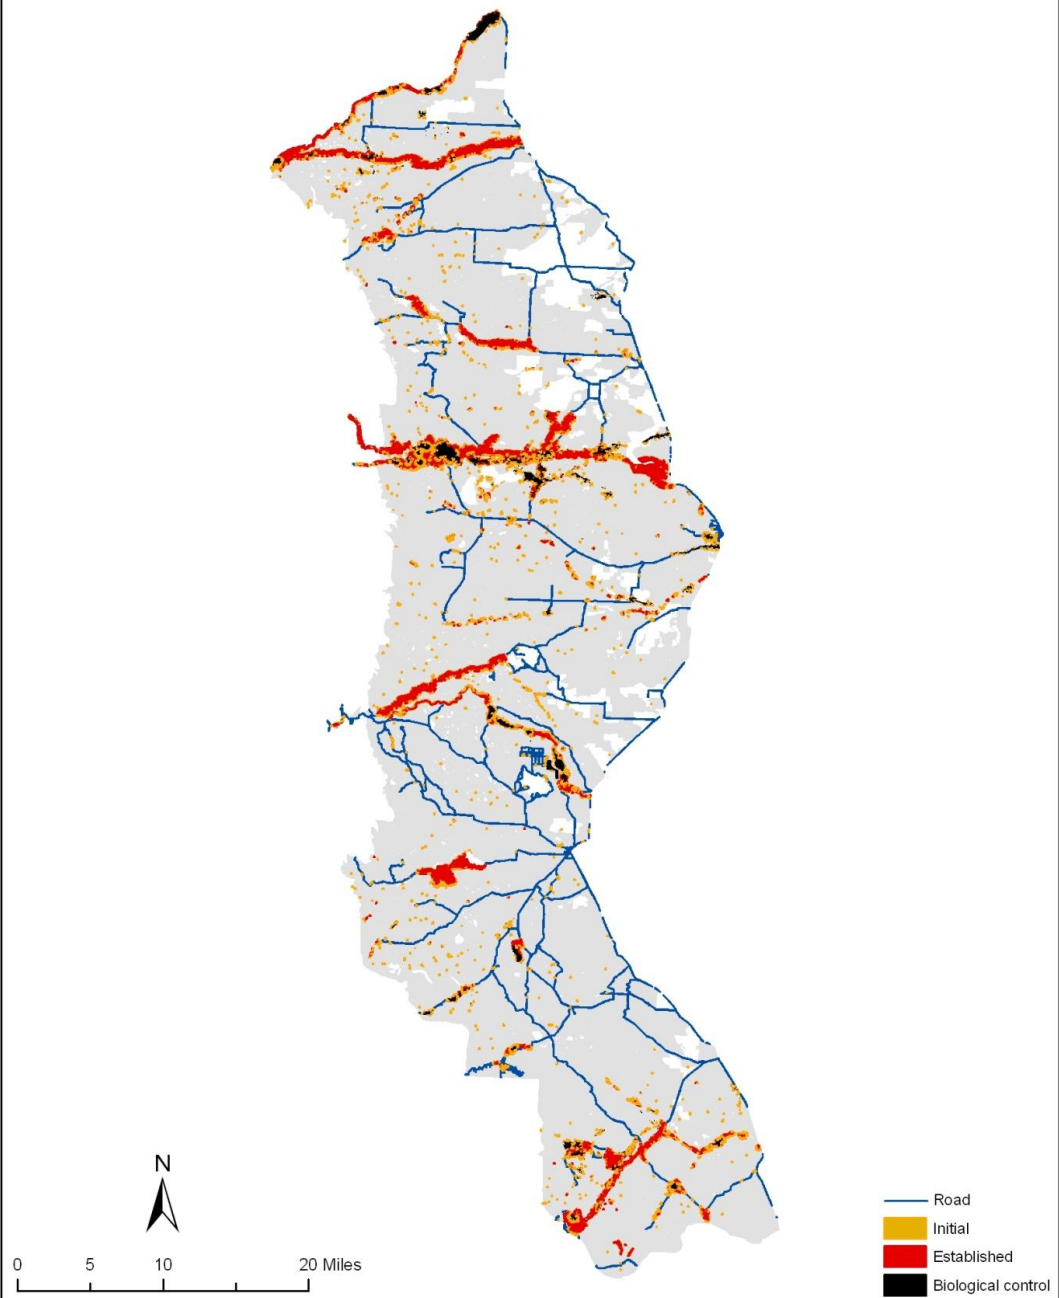 N
0 5 10 20 Miles
Road
Initial
Established
Biological control